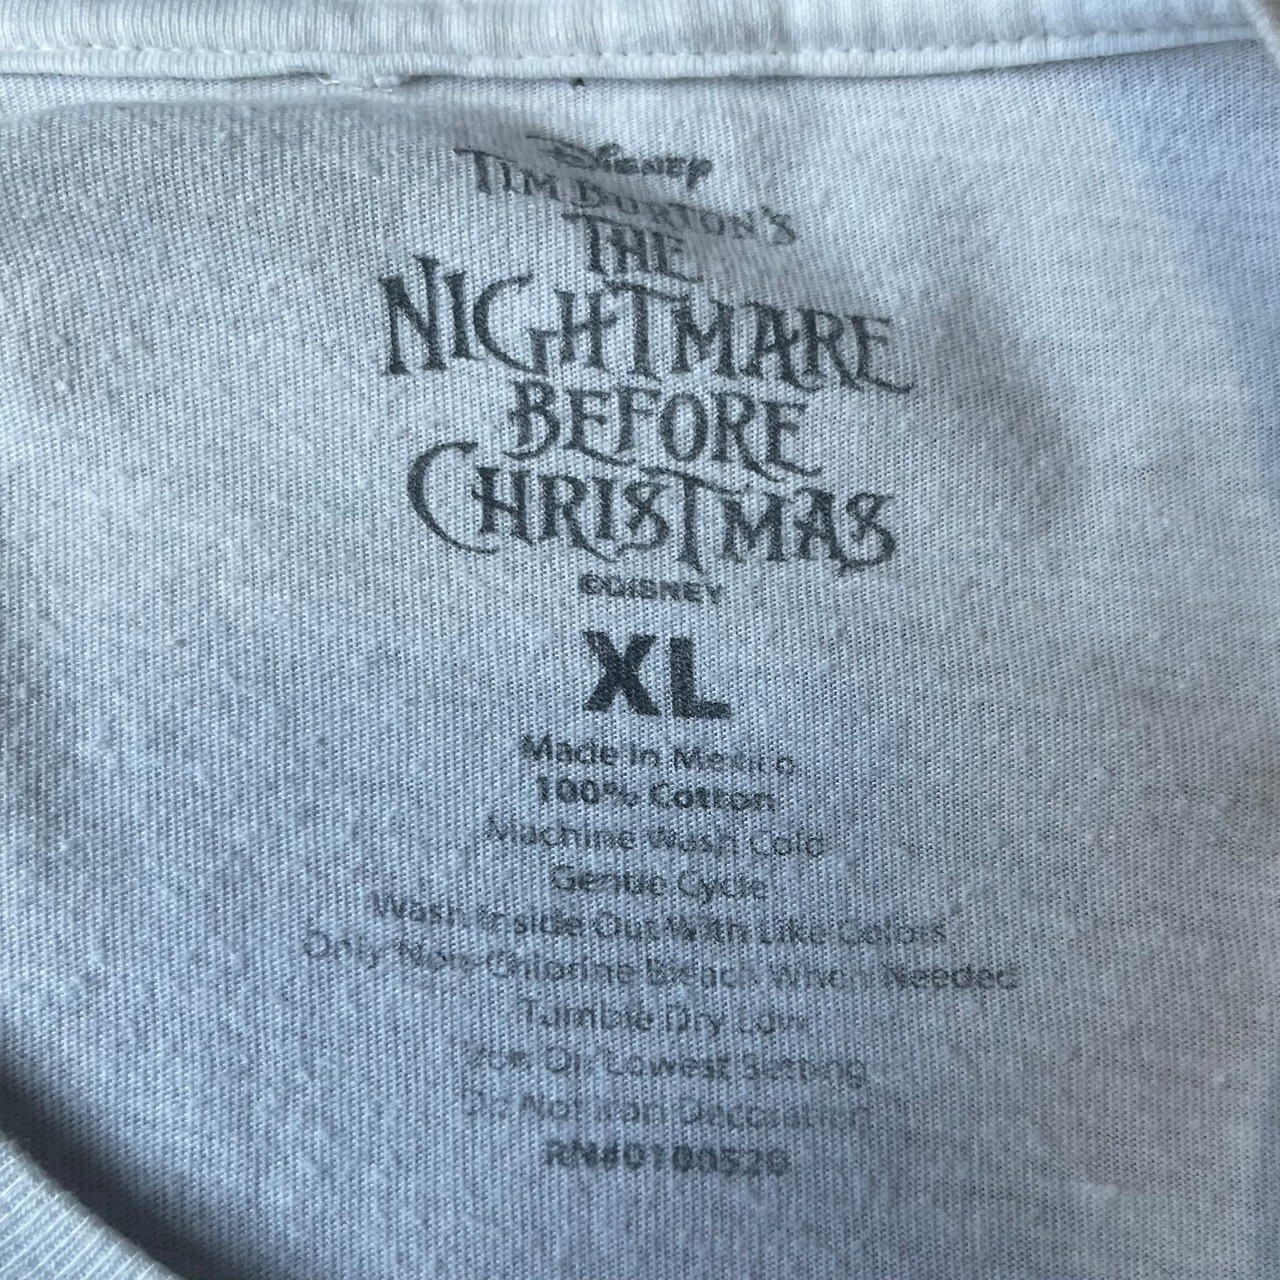 Disney
TIM BURTON'S
THE
NIGHTMARE
BEFORE
CHRISTMAS
©DISNEY
XL
Made In Mexico
100% Cotton
Machine Wash Cold
Gentle Cycle
Wash Inside Out With Like Colors
Only Non-Chlorine Bleach When Needed
Tumble Dry Low
Iron On Lowest Setting
Do Not Iron Decoration
RN#0100520